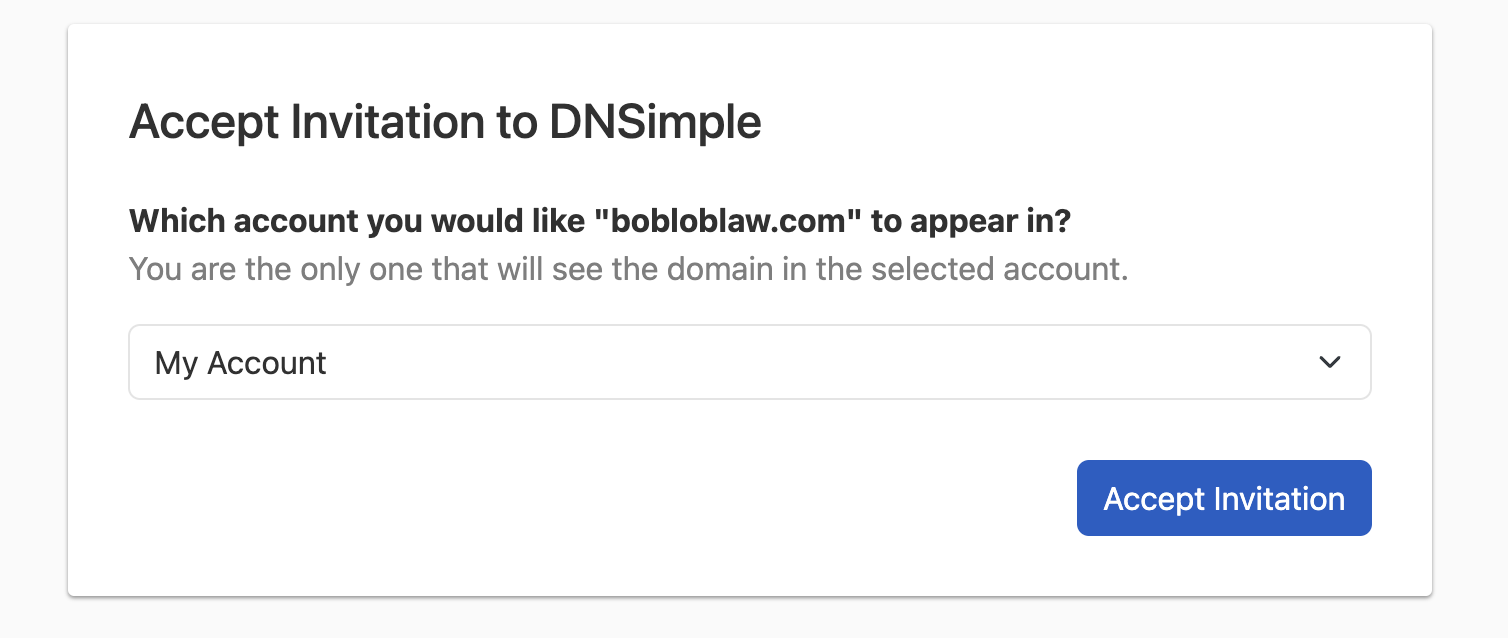 Accept Invitation to DNSimple
Which account you would like "bobloblaw.com" to appear in?
You are the only one that will see the domain in the selected account.
My Account
Accept Invitation